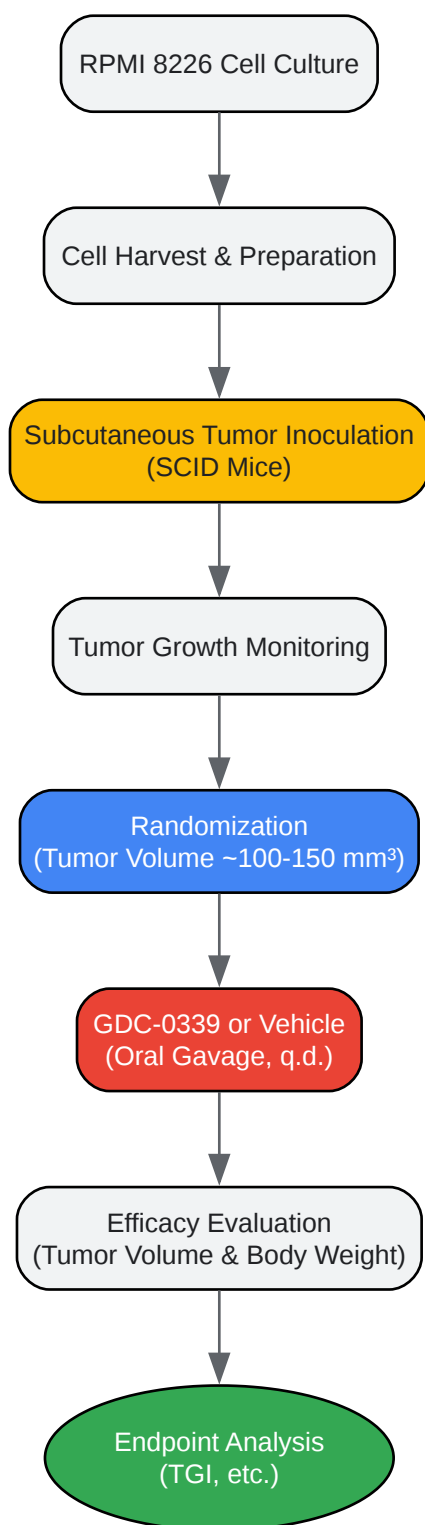 RPMI 8226 Cell Culture
Cell Harvest & Preparation
Subcutaneous Tumor Inoculation
(SCID Mice)
Tumor Growth Monitoring
Randomization
(Tumor Volume ~100-150 mm³)
GDC-0339 or Vehicle
(Oral Gavage, q.d.)
Efficacy Evaluation
(Tumor Volume & Body Weight)
Endpoint Analysis
(TGI, etc.)